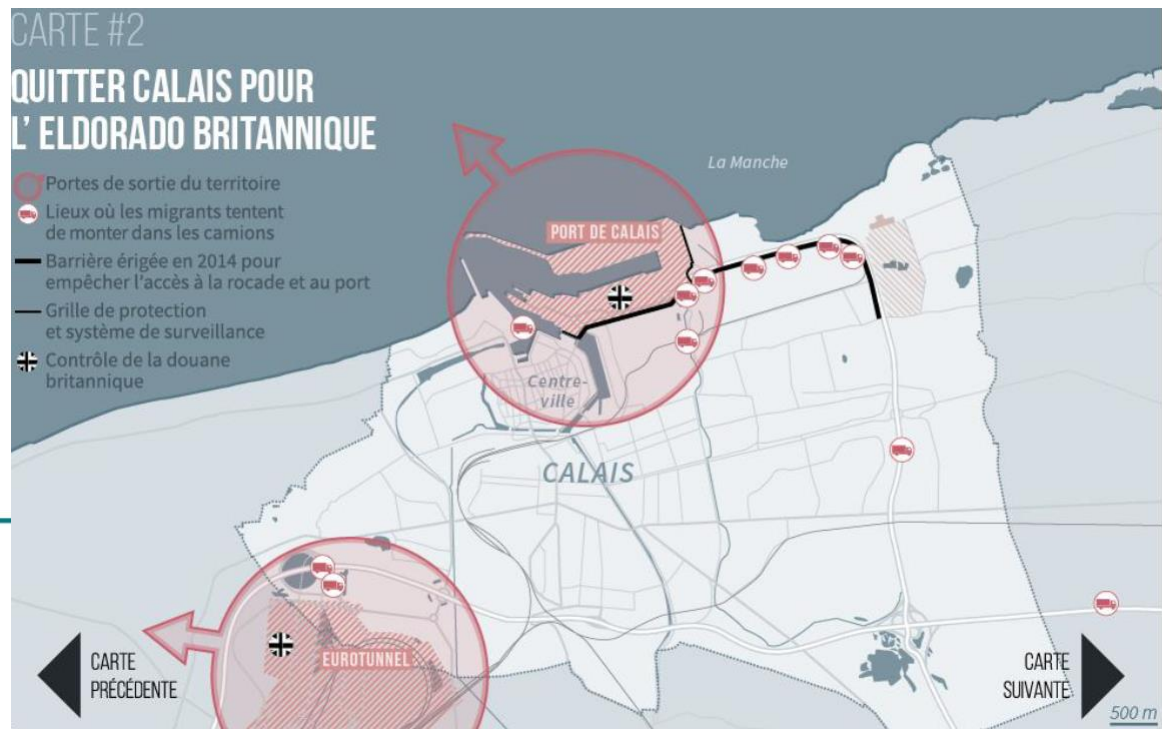 CARTE #2
QUITTER CALAIS POUR
L' ELDORADO BRITANNIQUE
Portes de sortie du territoire
Lieux où les migrants tentent
de monter dans les camions
Barrière érigée en 2014 pour
empêcher l'accès à la rocade et au port
Grille de protection
et système de surveillance
Contrôle de la douane
britannique
La Manche
PORT DE CALAIS
Centre-
ville
CALAIS
EUROTUNNEL
CARTE
PRÉCÉDENTE
CARTE
SUIVANTE
500 m